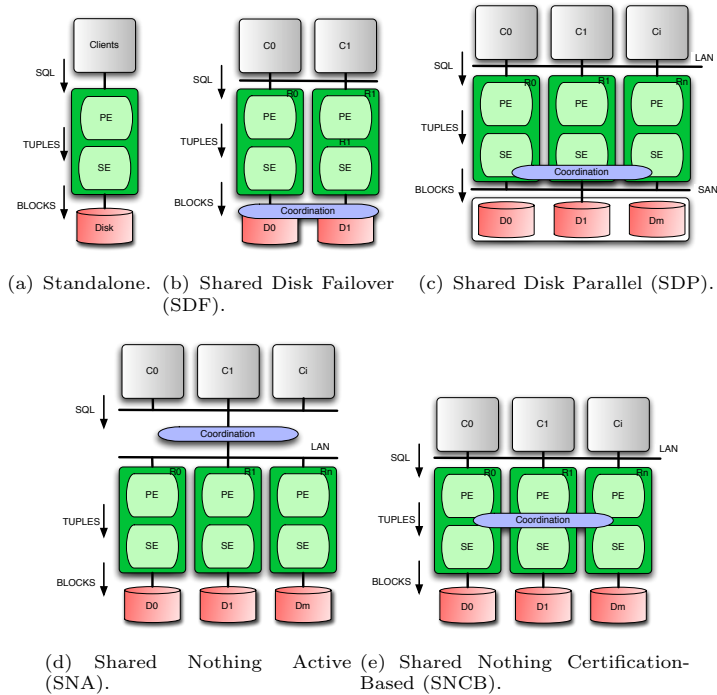 Clients
SQL
PE
TUPLES
SE
BLOCKS
Disk
(a) Standalone.
C0 C1
SQL
R0 R1
PE PE
TUPLES
R1
SE SE
BLOCKS
Coordination
D0 D1
(b) Shared Disk Failover
(SDF).
C0 C1 Ci
LAN
SQL
R0 R1 Rn
PE PE PE
TUPLES
SE SE SE
Coordination
BLOCKS
SAN
D0 D1 Dm
(c) Shared Disk Parallel (SDP).
C0 C1 Ci
SQL
Coordination
LAN
R0 R1 Rn
PE PE PE
TUPLES
SE SE SE
BLOCKS
D0 D1 Dm
(d) Shared Nothing Active
(SNA).
C0 C1 Ci
LAN
SQL
R0 R1 Rn
PE PE PE
TUPLES
Coordination
SE SE SE
BLOCKS
D0 D1 Dm
(e) Shared Nothing Certification-
Based (SNCB).